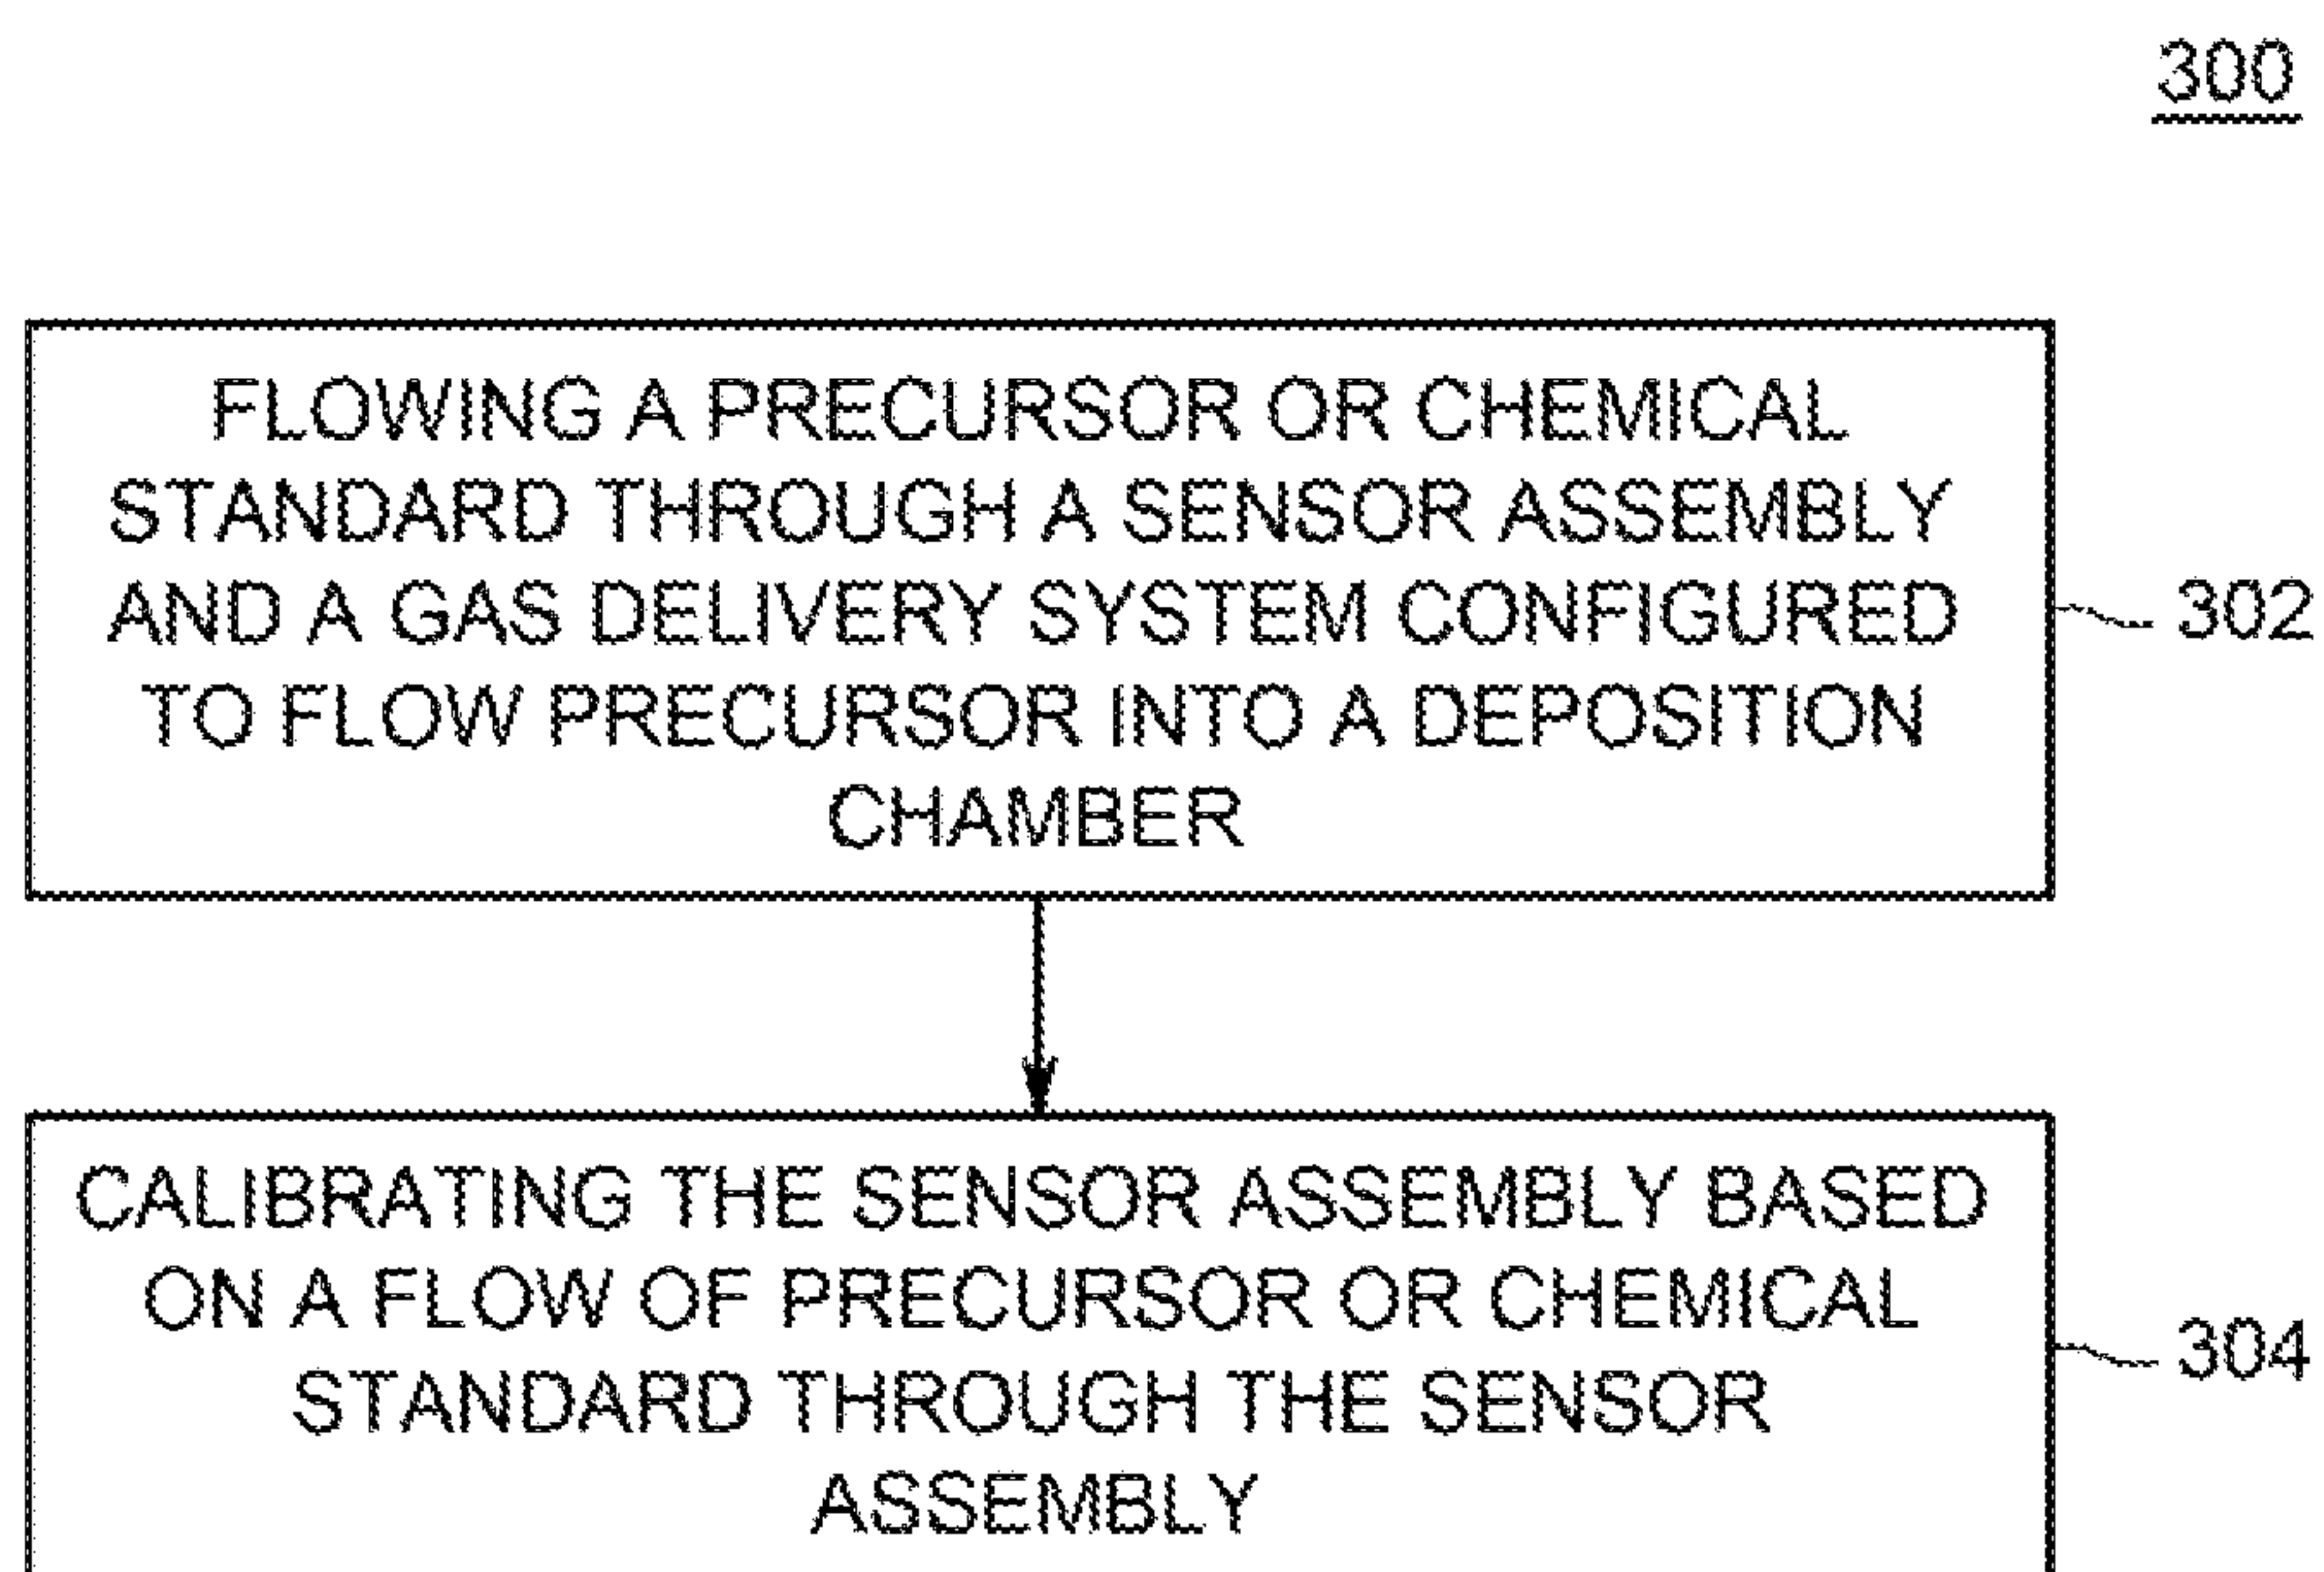 300
FLOWING A PRECURSOR OR CHEMICAL
STANDARD THROUGH A SENSOR ASSEMBLY
AND A GAS DELIVERY SYSTEM CONFIGURED
TO FLOW PRECURSOR INTO A DEPOSITION
CHAMBER
302
CALIBRATING THE SENSOR ASSEMBLY BASED
ON A FLOW OF PRECURSOR OR CHEMICAL
STANDARD THROUGH THE SENSOR
ASSEMBLY
304